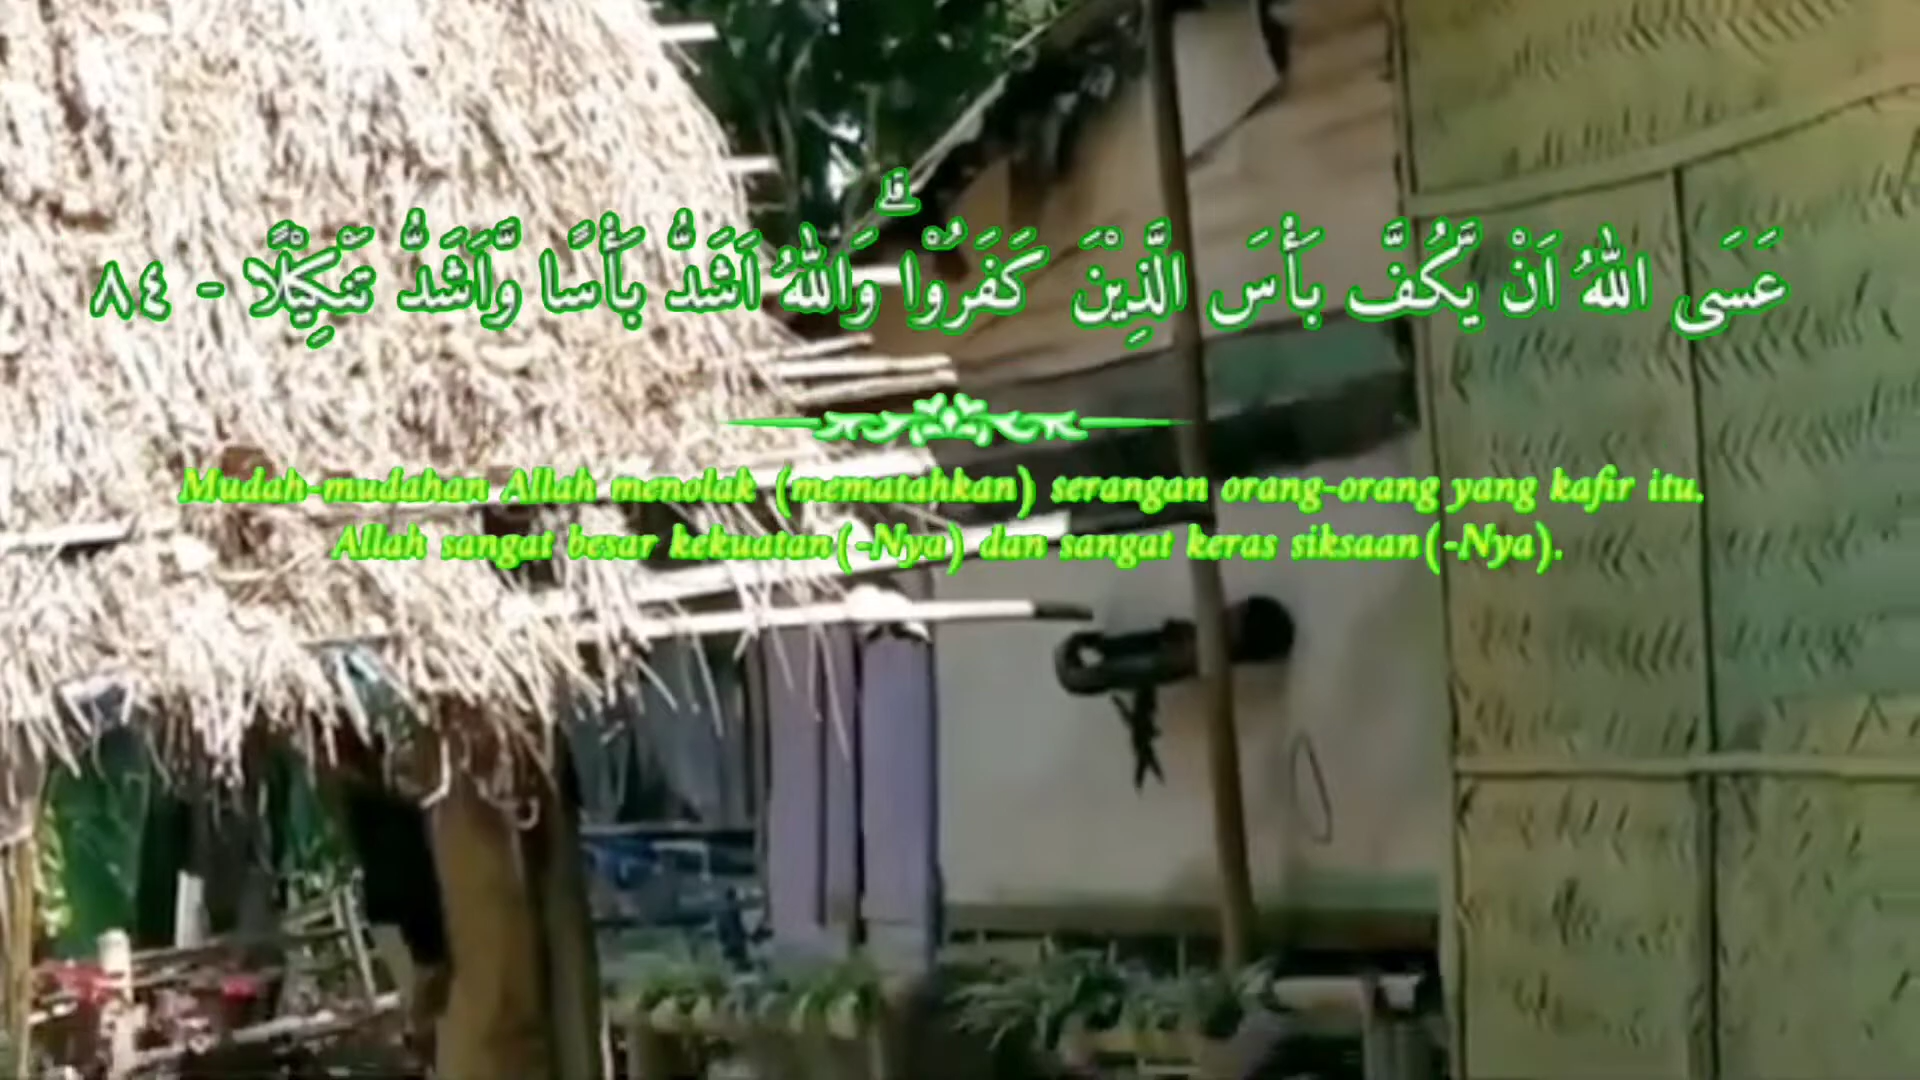 عَسَى اللّٰهُ اَنْ يَّكُفَّ بَأْسَ الَّذِيْنَ كَفَرُوْاۗ وَاللّٰهُ اَشَدُّ بَأْسًا وَّاَشَدُّ تَنْكِيْلًا - ٨٤
Mudah-mudahan Allah menolak (mematahkan) serangan orang-orang yang kafir itu.
Allah sangat besar kekuatan(-Nya) dan sangat keras siksaan(-Nya).